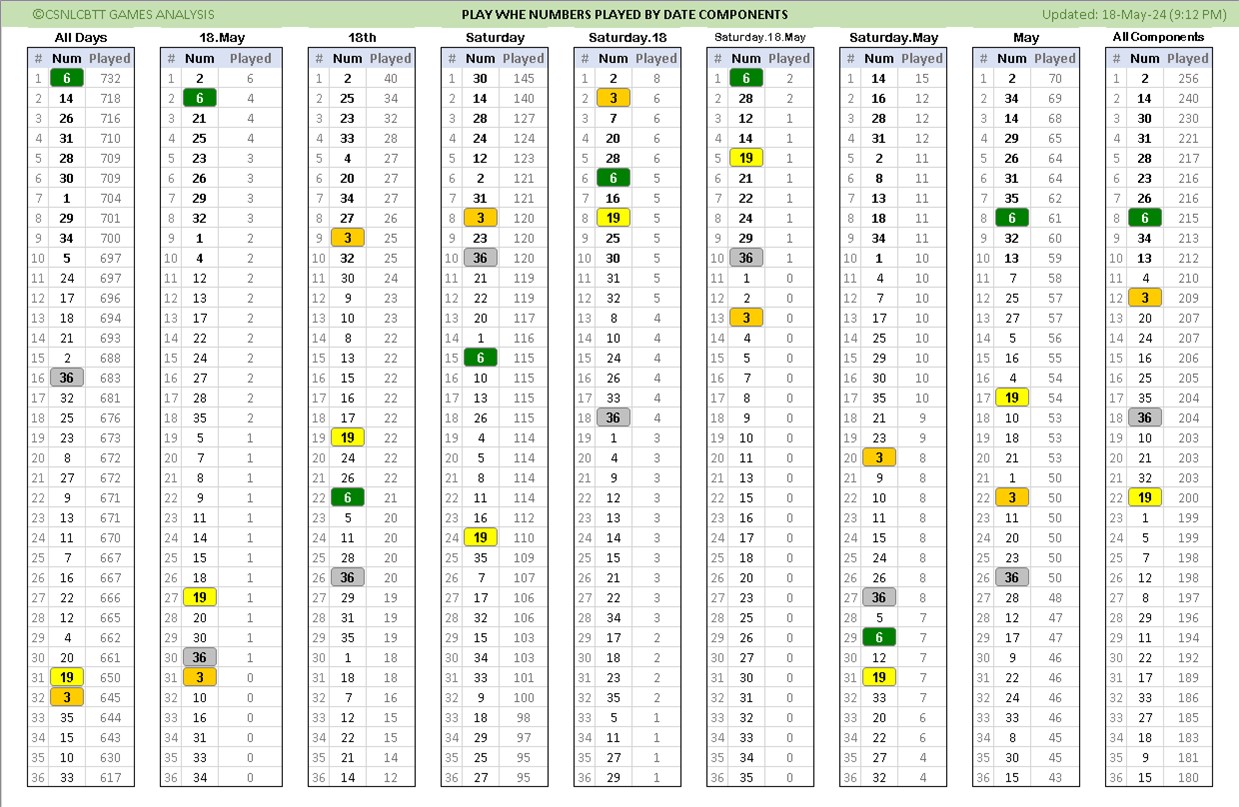 ©CSNLCBTT GAMES ANALYSIS PLAY WHE NUMBERS PLAYED BY DATE COMPONENTS Updated: 18-May-24 (9:12 PM)
All Days 18.May 18th Saturday Saturday.18 Saturday.18.May Saturday.May May All Components
# Num Played # Num Played # Num Played # Num Played # Num Played # Num Played # Num Played # Num Played # Num Played
1 6 732 1 2 6 1 2 40 1 30 145 1 2 8 1 6 2 1 14 15 1 2 70 1 2 256
2 14 718 2 6 4 2 25 34 2 14 140 2 3 6 2 28 2 2 16 12 2 34 69 2 14 240
3 26 716 3 21 4 3 23 32 3 28 127 3 7 6 3 12 1 3 28 12 3 14 68 3 30 230
4 31 710 4 25 4 4 33 28 4 24 124 4 20 6 4 14 1 4 31 12 4 29 65 4 31 221
5 28 709 5 23 3 5 4 27 5 12 123 5 28 6 5 19 1 5 2 11 5 26 64 5 28 217
6 30 709 6 26 3 6 20 27 6 2 121 6 6 5 6 21 1 6 8 11 6 31 64 6 23 216
7 1 704 7 29 3 7 34 27 7 31 121 7 16 5 7 22 1 7 13 11 7 35 62 7 26 216
8 29 701 8 32 3 8 27 26 8 3 120 8 19 5 8 24 1 8 18 11 8 6 61 8 6 215
9 34 700 9 1 2 9 3 25 9 23 120 9 25 5 9 29 1 9 34 11 9 32 60 9 34 213
10 5 697 10 4 2 10 32 25 10 36 120 10 30 5 10 36 1 10 1 10 10 13 59 10 13 212
11 24 697 11 12 2 11 30 24 11 21 119 11 31 5 11 1 0 11 4 10 11 7 58 11 4 210
12 17 696 12 13 2 12 9 23 12 22 119 12 32 5 12 2 0 12 7 10 12 25 57 12 3 209
13 18 694 13 17 2 13 10 23 13 20 117 13 8 4 13 3 0 13 17 10 13 27 57 13 20 207
14 21 693 14 22 2 14 8 22 14 1 116 14 10 4 14 4 0 14 25 10 14 5 56 14 24 207
15 2 688 15 24 2 15 13 22 15 6 115 15 24 4 15 5 0 15 29 10 15 16 55 15 16 206
16 36 683 16 27 2 16 15 22 16 10 115 16 26 4 16 7 0 16 30 10 16 4 54 16 25 205
17 32 681 17 28 2 17 16 22 17 13 115 17 33 4 17 8 0 17 35 10 17 19 54 17 35 204
18 25 676 18 35 2 18 17 22 18 26 115 18 36 4 18 9 0 18 21 9 18 10 53 18 36 204
19 23 673 19 5 1 19 19 22 19 4 114 19 1 3 19 10 0 19 23 9 19 18 53 19 10 203
20 8 672 20 7 1 20 24 22 20 5 114 20 4 3 20 11 0 20 3 8 20 21 53 20 21 203
21 27 672 21 8 1 21 26 22 21 8 114 21 9 3 21 13 0 21 9 8 21 1 50 21 32 203
22 9 671 22 9 1 22 6 21 22 11 114 22 12 3 22 15 0 22 10 8 22 3 50 22 19 200
23 13 671 23 11 1 23 5 20 23 16 112 23 13 3 23 16 0 23 11 8 23 11 50 23 1 199
24 11 670 24 14 1 24 11 20 24 19 110 24 14 3 24 17 0 24 15 8 24 20 50 24 5 199
25 7 667 25 15 1 25 28 20 25 35 109 25 15 3 25 18 0 25 24 8 25 23 50 25 7 198
26 16 667 26 18 1 26 36 20 26 7 107 26 21 3 26 20 0 26 26 8 26 36 50 26 12 198
27 22 666 27 19 1 27 29 19 27 17 106 27 22 3 27 23 0 27 36 8 27 28 48 27 8 197
28 12 665 28 20 1 28 31 19 28 32 106 28 34 3 28 25 0 28 5 7 28 12 47 28 29 196
29 4 662 29 30 1 29 35 19 29 15 103 29 17 2 29 26 0 29 6 7 29 17 47 29 11 194
30 20 661 30 36 1 30 1 18 30 34 103 30 18 2 30 27 0 30 12 7 30 9 46 30 22 192
31 19 650 31 3 0 31 18 18 31 33 101 31 23 2 31 30 0 31 19 7 31 22 46 31 17 189
32 3 645 32 10 0 32 7 16 32 9 100 32 35 2 32 31 0 32 33 7 32 24 46 32 33 186
33 35 644 33 16 0 33 12 15 33 18 98 33 5 1 33 32 0 33 20 6 33 33 46 33 27 185
34 15 643 34 31 0 34 22 15 34 29 97 34 11 1 34 33 0 34 22 6 34 8 45 34 18 183
35 10 630 35 33 0 35 21 14 35 25 95 35 27 1 35 34 0 35 27 4 35 30 45 35 9 181
36 33 617 36 34 0 36 14 12 36 27 95 36 29 1 36 35 0 36 32 4 36 15 43 36 15 180